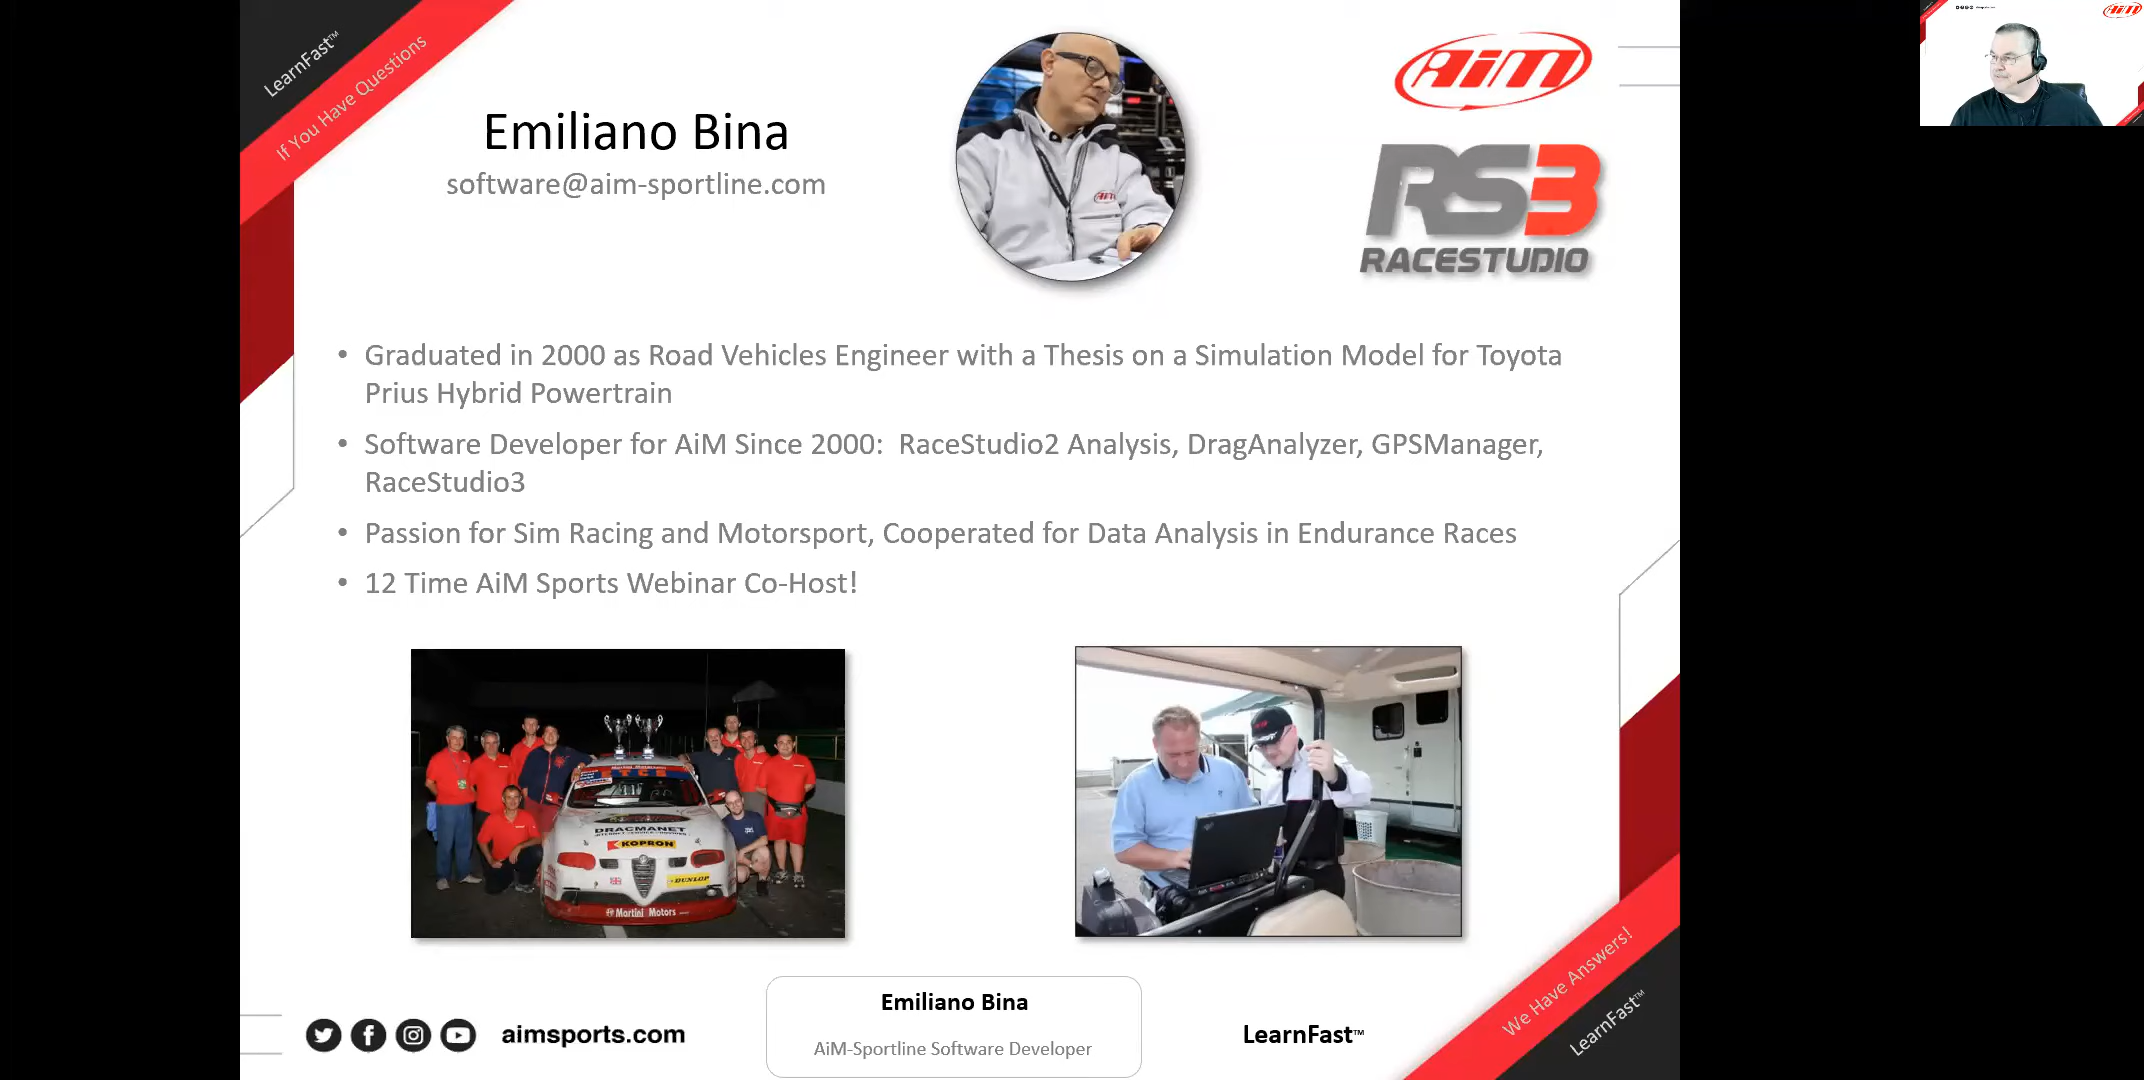 LearnFast™
If You Have Questions
Emiliano Bina
software@aim-sportline.com
AiM
RS3
RACESTUDIO
• Graduated in 2000 as Road Vehicles Engineer with a Thesis on a Simulation Model for Toyota
Prius Hybrid Powertrain
• Software Developer for AiM Since 2000: RaceStudio2 Analysis, DragAnalyzer, GPSManager,
RaceStudio3
• Passion for Sim Racing and Motorsport, Cooperated for Data Analysis in Endurance Races
• 12 Time AiM Sports Webinar Co-Host!
ETCS
DRACMANET
KOPRON
DUNLOP
Martini Motors
aimsports.com
Emiliano Bina
AiM-Sportline Software Developer
LearnFast™
We Have Answers!
LearnFast™
AiM